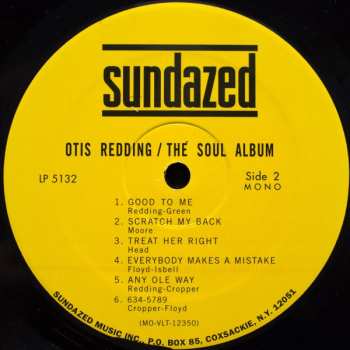 sundazed
OTIS REDDING / THE SOUL ALBUM
LP 5132
Side 2
MONO
1. GOOD TO ME
Redding-Green
2. SCRATCH MY BACK
Moore
3. TREAT HER RIGHT
Head
4. EVERYBODY MAKES A MISTAKE
Floyd-Isbell
5. ANY OLE WAY
Redding-Cropper
6. 634-5789
Cropper-Floyd
(MO-VLT-12350)
SUNDAZED MUSIC INC., P.O. BOX 85, COXSACKIE, N.Y. 12051